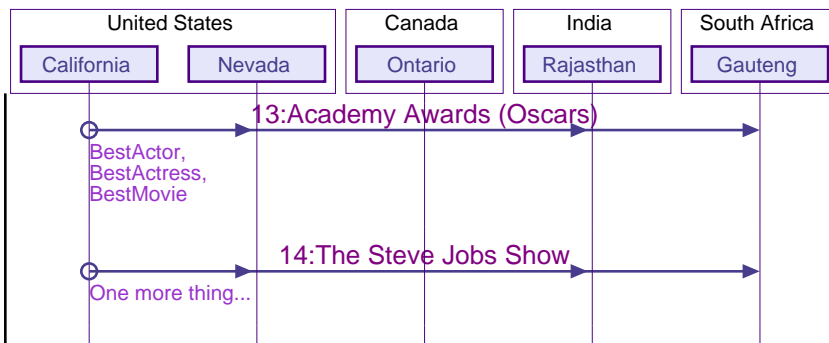 United States
Canada
India
South Africa
California
Nevada
Ontario
Rajasthan
Gauteng
13:Academy Awards (Oscars)
BestActor,
BestActress,
BestMovie
14:The Steve Jobs Show
One more thing...